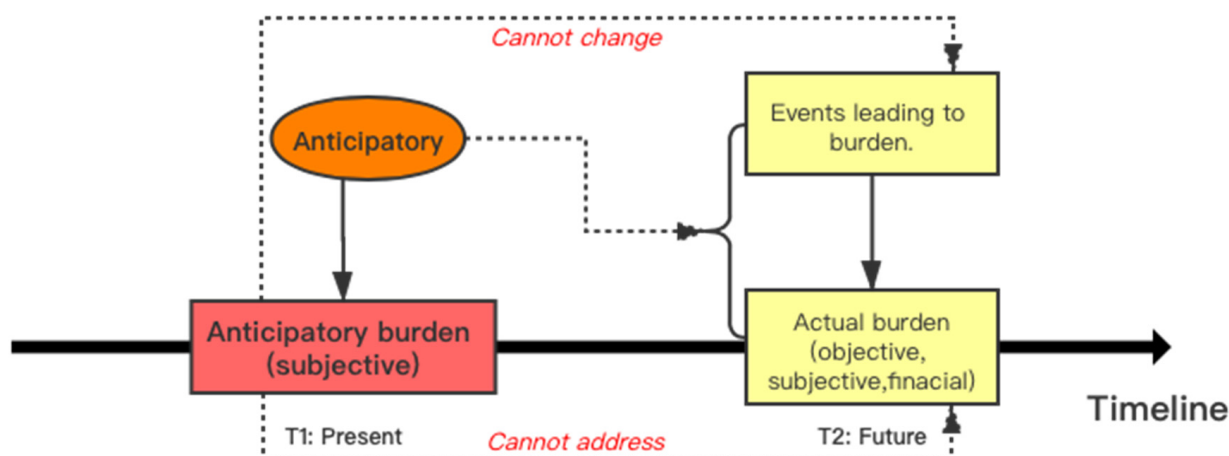 Cannot change
Anticipatory
Events leading to
burden.
Anticipatory burden
(subjective)
Actual burden
(objective,
subjective,finacial)
Timeline
T1: Present
Cannot address
T2: Future